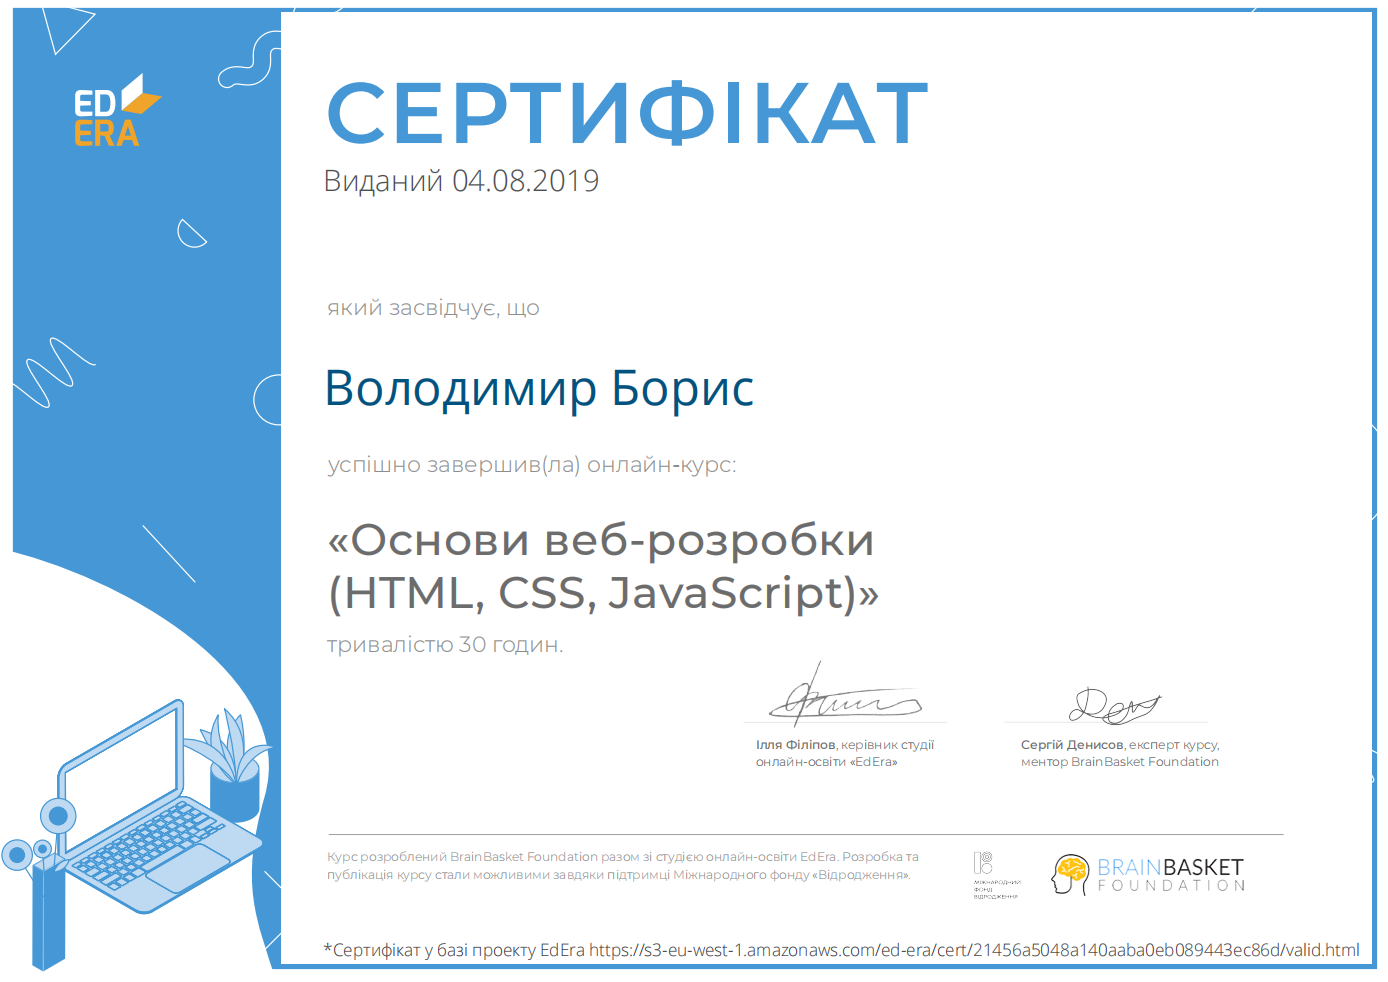 ED
ERA
СЕРТИФІКАТ
Виданий 04.08.2019
який засвідчує, що
Володимир Борис
успішно завершив(ла) онлайн-курс:
«Основи веб-розробки
(HTML, CSS, JavaScript)»
тривалістю 30 годин.
Ілля Філіпов, керівник студії
онлайн-освіти «EdEra»
Сергій Денисов, експерт курсу,
ментор BrainBasket Foundation
Курс розроблений BrainBasket Foundation разом зі студією онлайн-освіти EdEra. Розробка та
публікація курсу стали можливими завдяки підтримці Міжнародного фонду «Відродження».
МІЖНАРОДНИЙ
ФОНД
ВІДРОДЖЕННЯ
BRAINBASKET
FOUNDATION
*Сертифікат у базі проекту EdEra https://s3-eu-west-1.amazonaws.com/ed-era/cert/21456a5048a140aaba0eb089443ec86d/valid.html